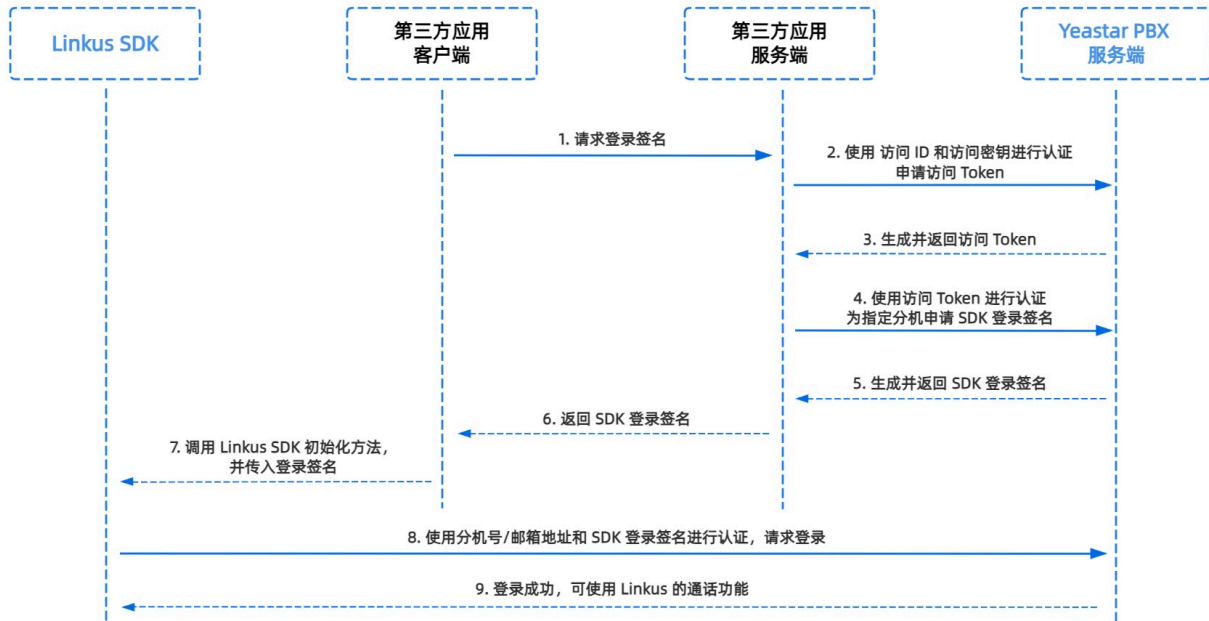 Linkus SDK
第三方应用
客户端
第三方应用
服务端
Yeastar PBX
服务端
1. 请求登录签名
2. 使用 访问 ID 和访问密钥进行认证
申请访问 Token
3. 生成并返回访问 Token
4. 使用访问 Token 进行认证
为指定分机申请 SDK 登录签名
5. 生成并返回 SDK 登录签名
6. 返回 SDK 登录签名
7. 调用 Linkus SDK 初始化方法，
并传入登录签名
8. 使用分机号/邮箱地址和 SDK 登录签名进行认证，请求登录
9. 登录成功，可使用 Linkus 的通话功能